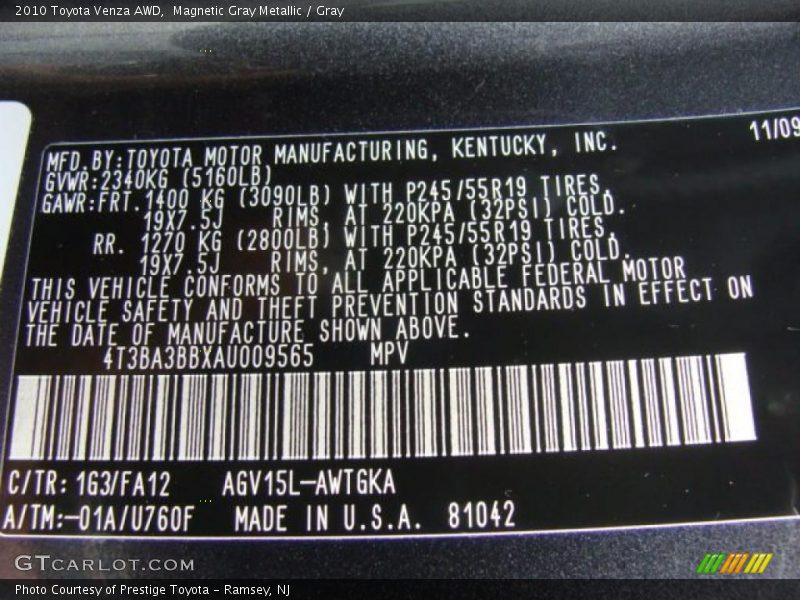 2010 Toyota Venza AWD, Magnetic Gray Metallic / Gray
11/09
MFD. BY:TOYOTA MOTOR MANUFACTURING, KENTUCKY, INC.
GVWR:2340KG (5160LB)
GAWR:FRT. 1400 KG (3090LB) WITH P245/55R19 TIRES,
19X7.5J RIMS, AT 220KPA (32PSI) COLD.
RR. 1270 KG (2800LB) WITH P245/55R19 TIRES,
19X7.5J RIMS, AT 220KPA (32PSI) COLD.
THIS VEHICLE CONFORMS TO ALL APPLICABLE FEDERAL MOTOR
VEHICLE SAFETY AND THEFT PREVENTION STANDARDS IN EFFECT ON
THE DATE OF MANUFACTURE SHOWN ABOVE.
4T3BA3BBXAU009565 MPV
C/TR: 1G3/FA12 AGV15L-AWTGKA
A/TM:-01A/U760F MADE IN U.S.A. 81042
GTCARLOT.COM
Photo Courtesy of Prestige Toyota - Ramsey, NJ